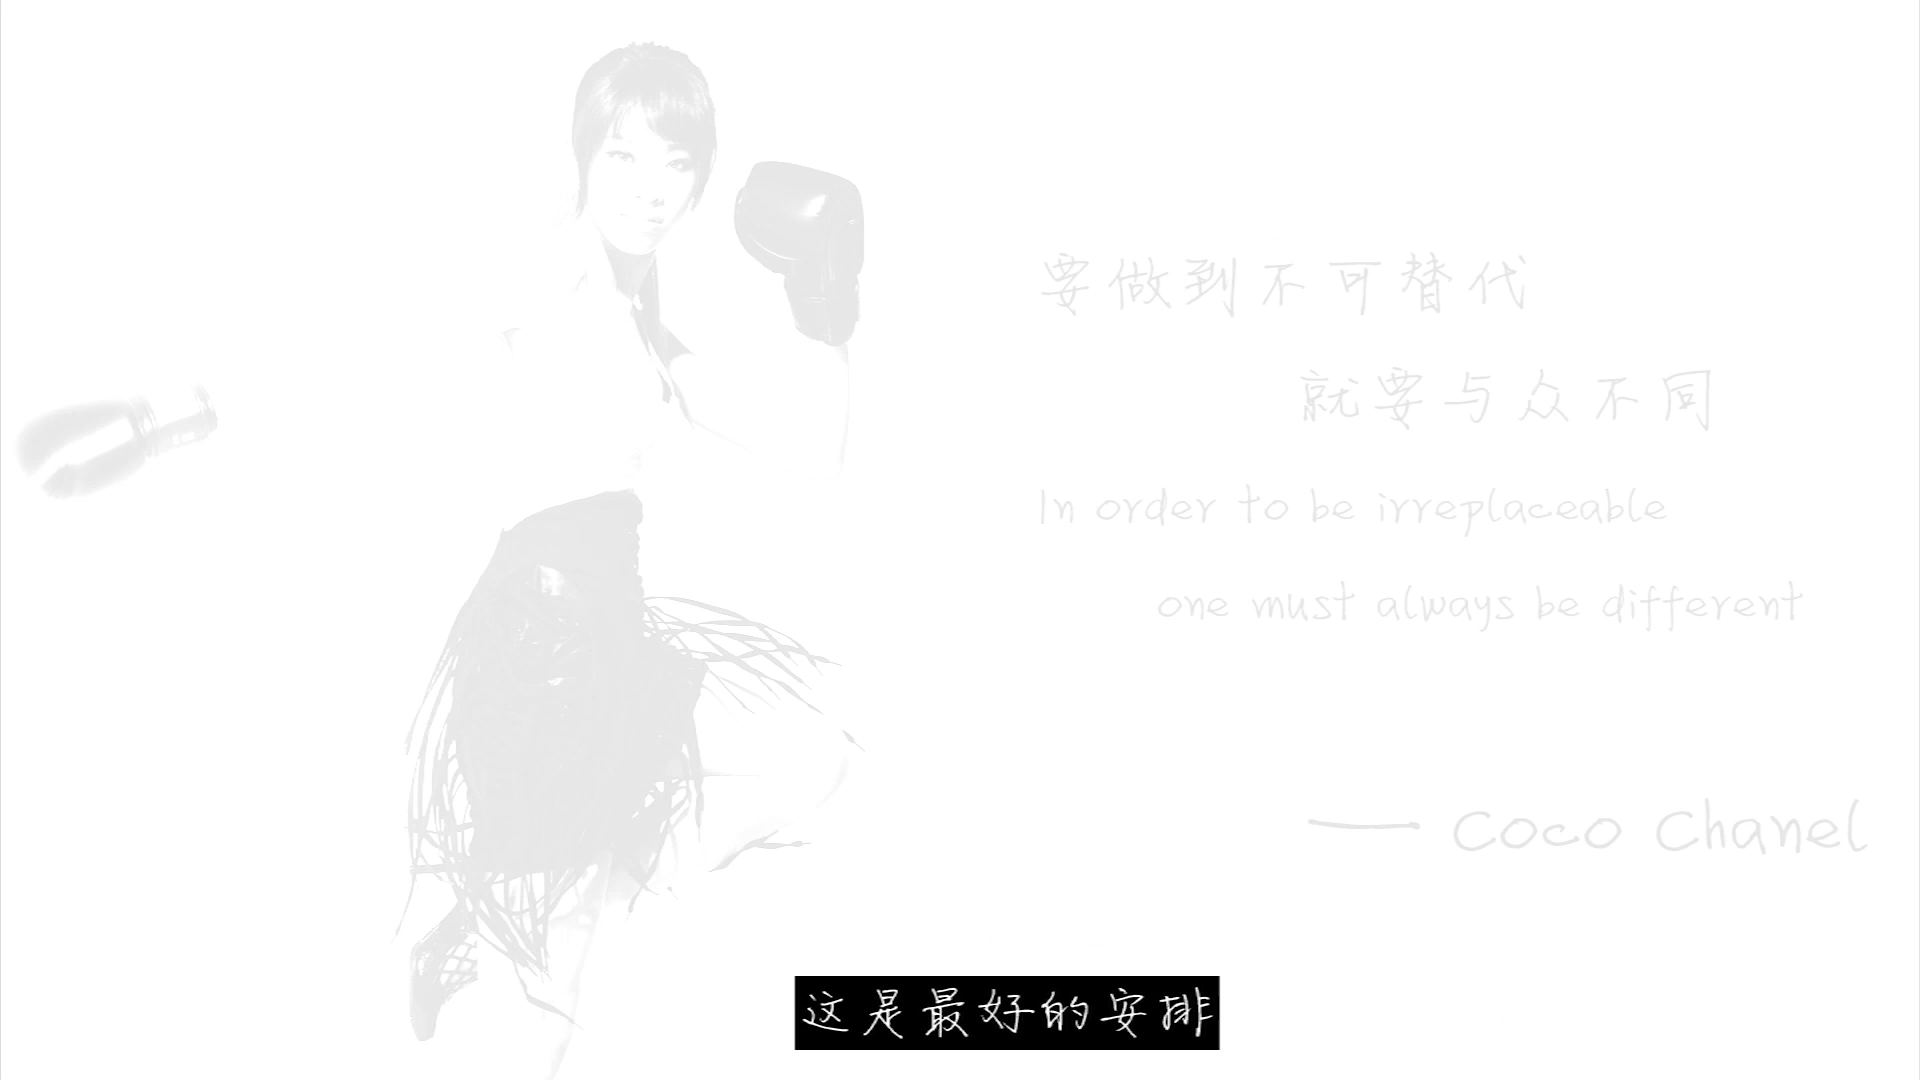 要做到不可替代
就要与众不同
In order to be irreplaceable
one must always be different
— Coco Chanel
这是最好的安排